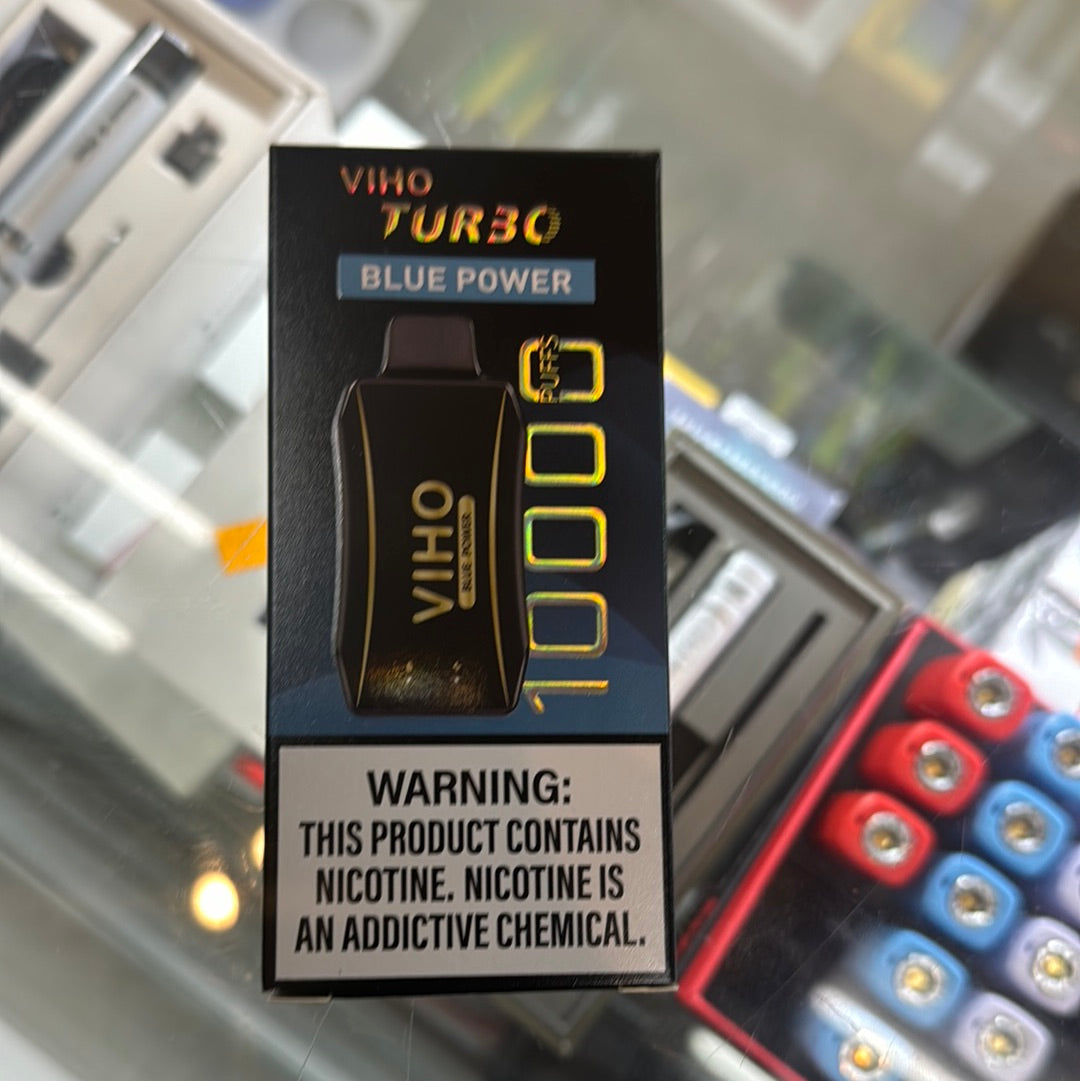 VIHO
TURBO
BLUE POWER
10000
PUFFS
VIHO
BLUE POWER
WARNING:
THIS PRODUCT CONTAINS
NICOTINE. NICOTINE IS
AN ADDICTIVE CHEMICAL.